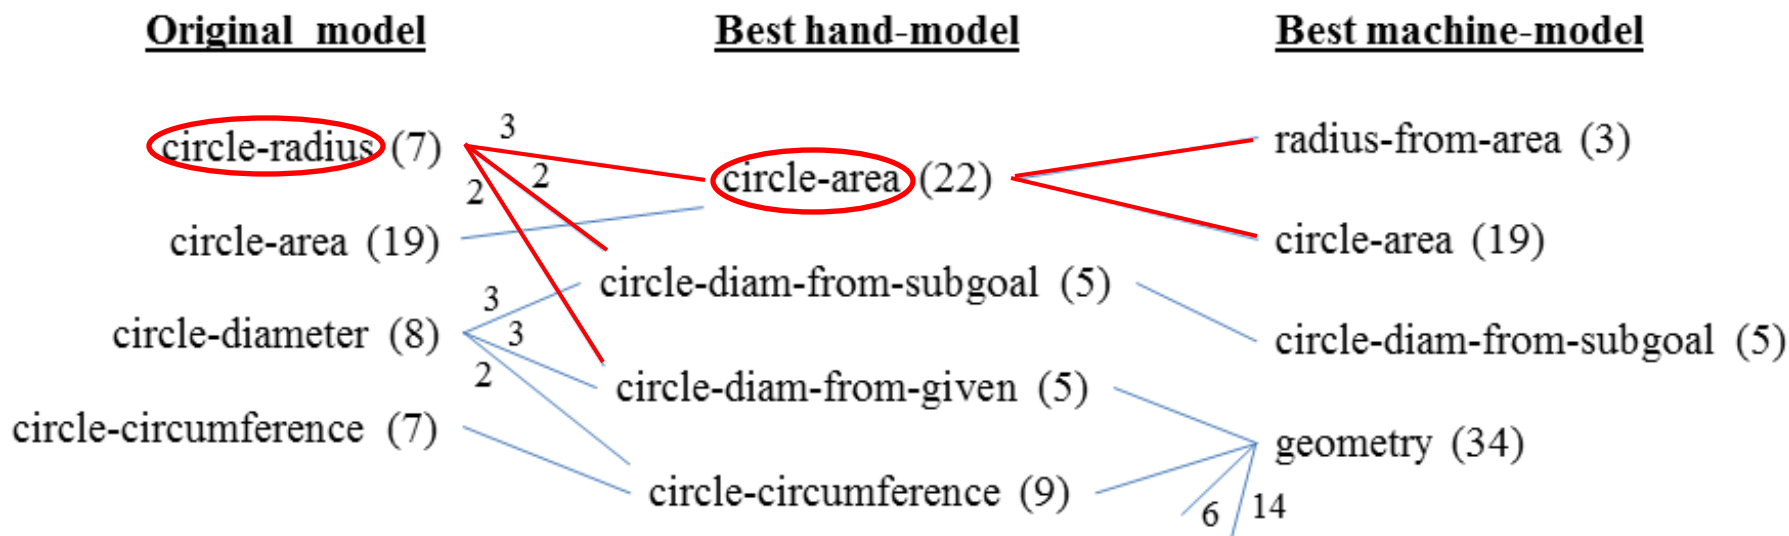 Original model
Best hand-model
Best machine-model
circle-radius (7)
3
2
2
circle-area (22)
radius-from-area (3)
circle-area (19)
circle-area (19)
circle-diameter (8)
3
3
2
circle-diam-from-subgoal (5)
circle-diam-from-subgoal (5)
circle-diam-from-given (5)
circle-circumference (7)
geometry (34)
circle-circumference (9)
6
14